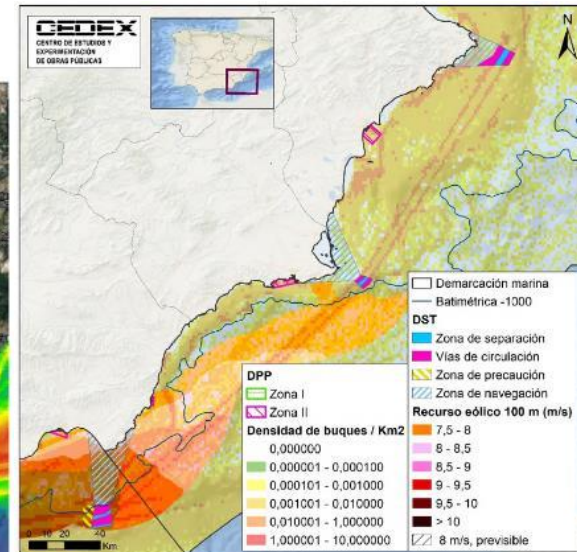 CEDEX
CENTRO DE ESTUDIOS Y
EXPERIMENTACIÓN
DE OBRAS PÚBLICAS
N
Demarcación marina
Batimétrica -1000
DST
Zona de separación
Vías de circulación
Zona de precaución
Zona de navegación
Recurso eólico 100 m (m/s)
7,5 - 8
8 - 8,5
8,5 - 9
9 - 9,5
9,5 - 10
> 10
8 m/s, previsible
DPP
Zona I
Zona II
Densidad de buques / Km2
0,000000
0,000001 - 0,000100
0,000101 - 0,001000
0,001001 - 0,010000
0,010001 - 1,000000
1,000001 - 10,000000
0 10 20 40
Km